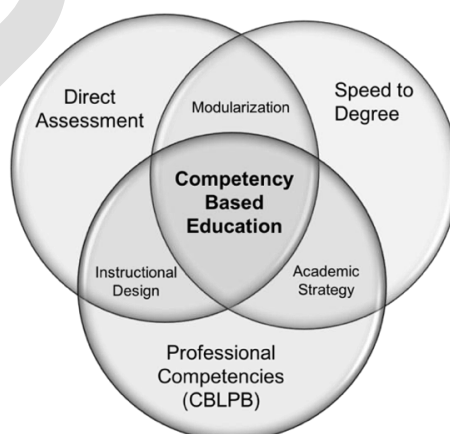 Direct
Assessment
Modularization
Speed to
Degree
Competency
Based
Education
Instructional
Design
Academic
Strategy
Professional
Competencies
(CBLPB)